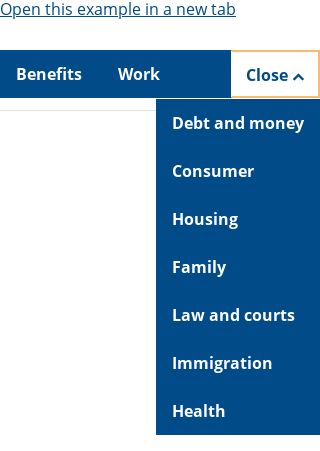 Open this example in a new tab
Benefits Work Close
Debt and money
Consumer
Housing
Family
Law and courts
Immigration
Health